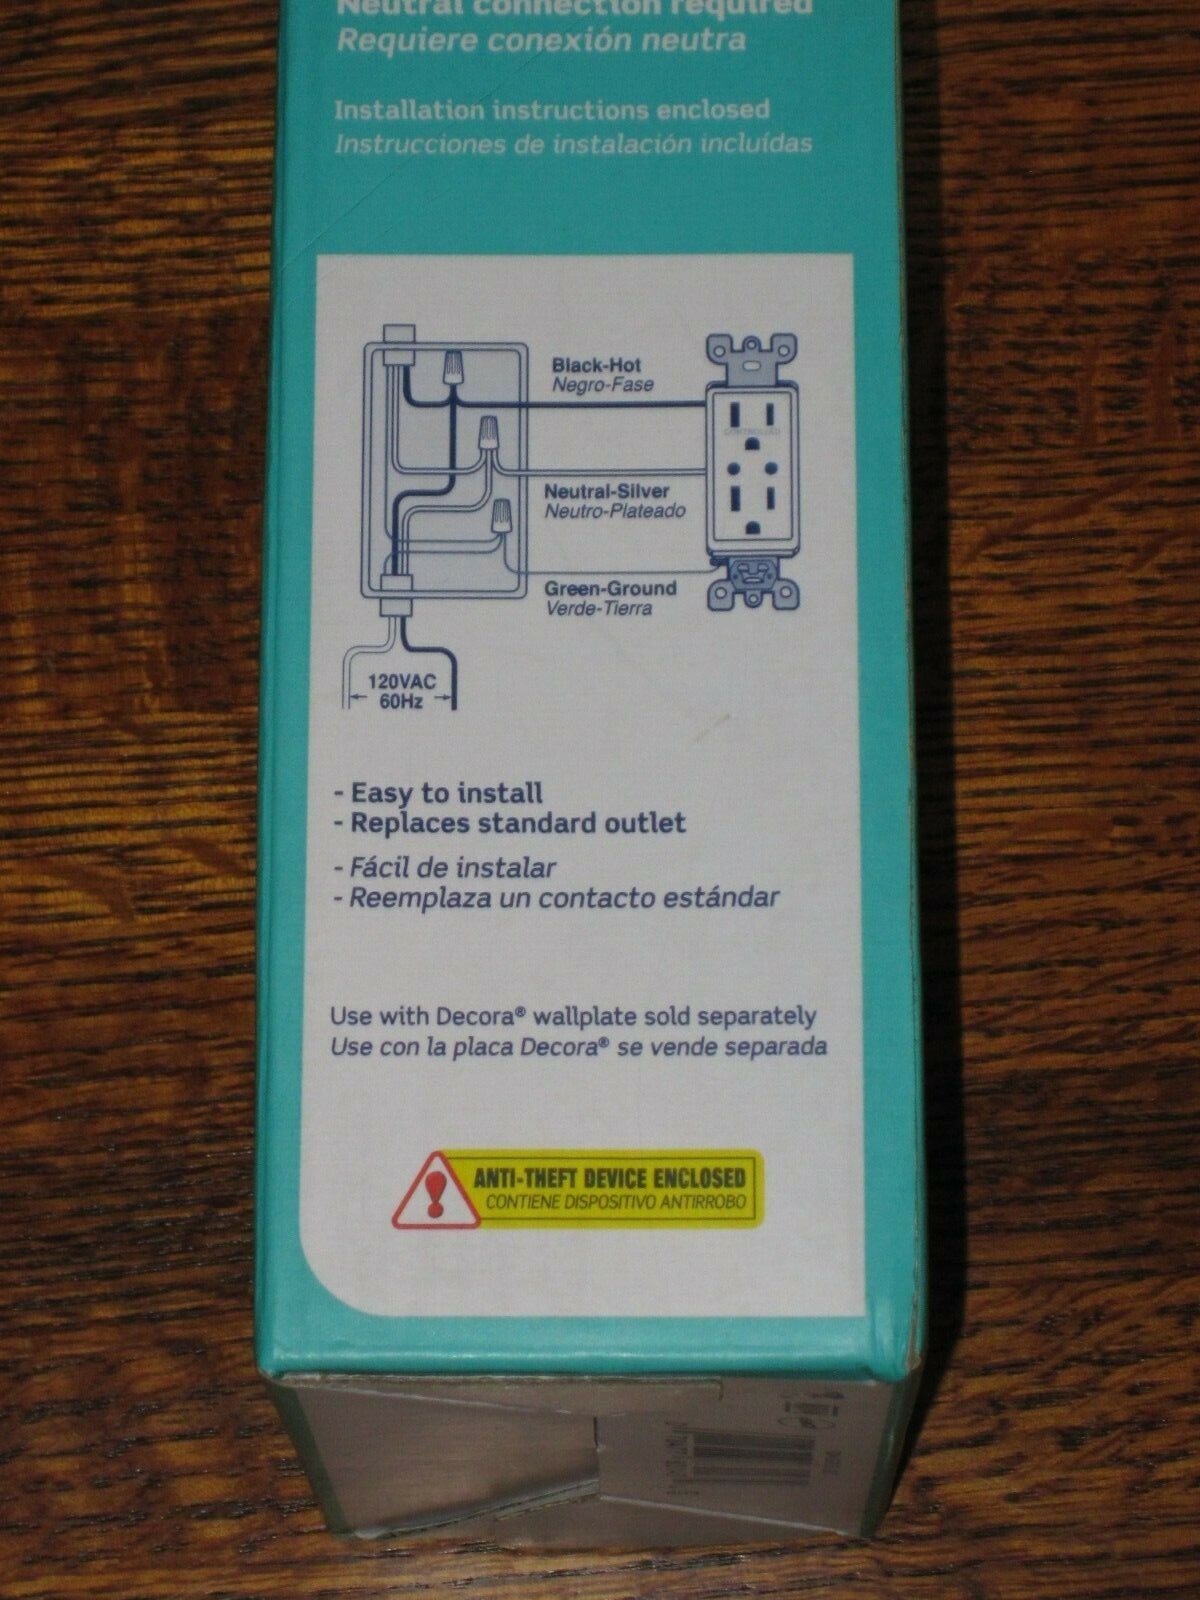 Neutral connection required
Requiere conexión neutra
Installation instructions enclosed
Instrucciones de instalación incluídas
Black-Hot
Negro-Fase
Neutral-Silver
Neutro-Plateado
Green-Ground
Verde-Tierra
120VAC
60Hz
- Easy to install
- Replaces standard outlet
- Fácil de instalar
- Reemplaza un contacto estándar
Use with Decora® wallplate sold separately
Use con la placa Decora® se vende separada
ANTI-THEFT DEVICE ENCLOSED
CONTIENE DISPOSITIVO ANTIRROBO